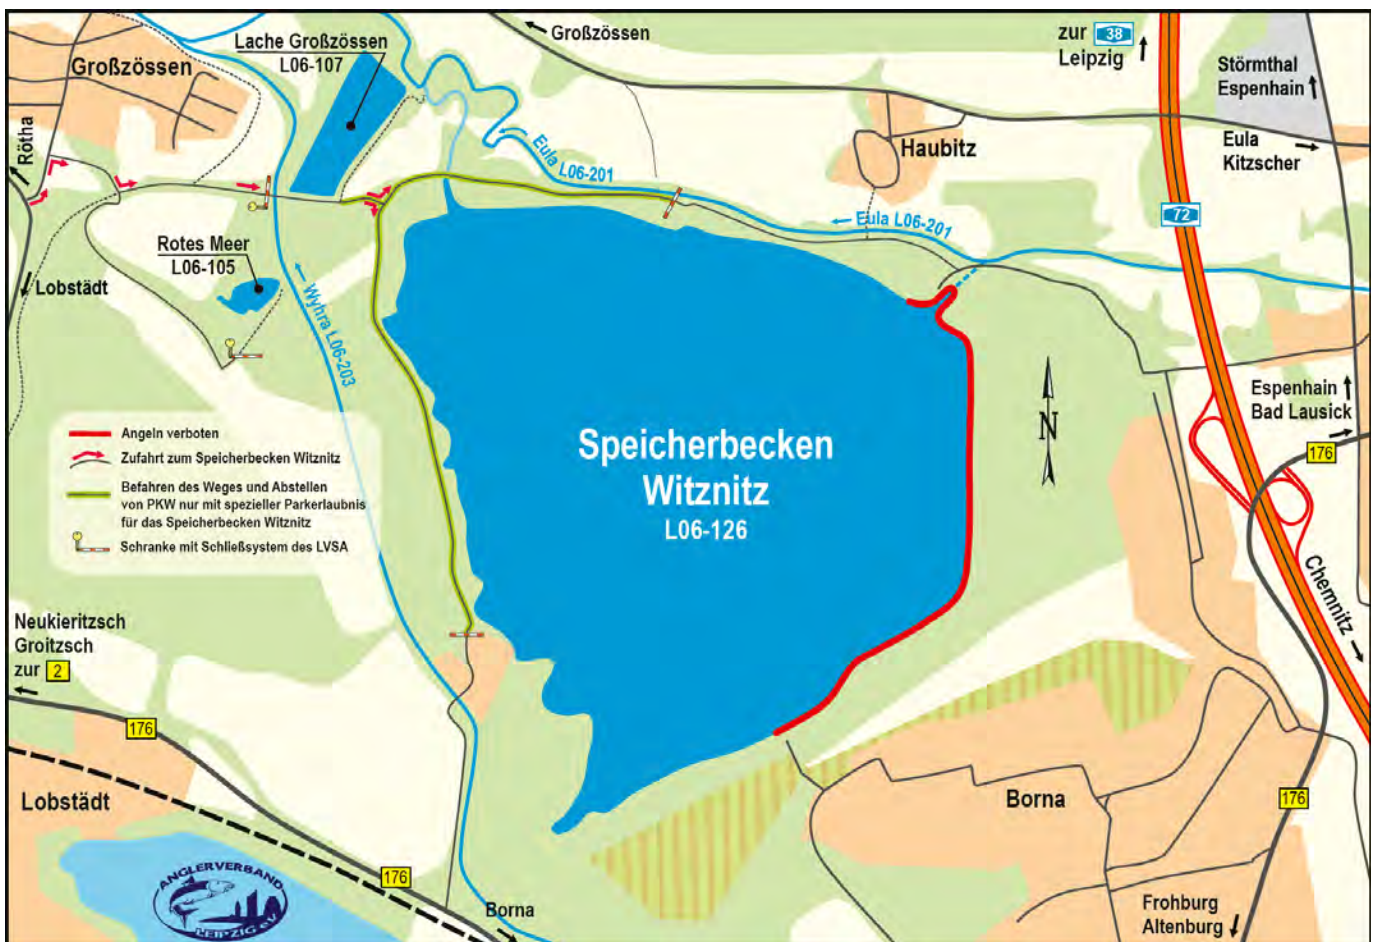 Großzössen
Lache Großzössen
L06-107
Großzössen
zur 38
Leipzig
Störmthal
Espenhain
Eula
Kitzscher
Haubitz
Rötha
Eula L06-201
Eula L06-201
72
Rotes Meer
L06-105
Lobstädt
Wyhra L06-203
Espenhain
Bad Lausick
176
N
Speicherbecken
Witznitz
L06-126
Angeln verboten
Zufahrt zum Speicherbecken Witznitz
Befahren des Weges und Abstellen
von PKW nur mit spezieller Parkerlaubnis
für das Speicherbecken Witznitz
Schranke mit Schließsystem des LVSA
Chemnitz
Neukieritzsch
Groitzsch
zur 2
176
Lobstädt
Borna
176
176
Borna
Frohburg
Altenburg
ANGLERVERBAND
LEIPZIG e.V.